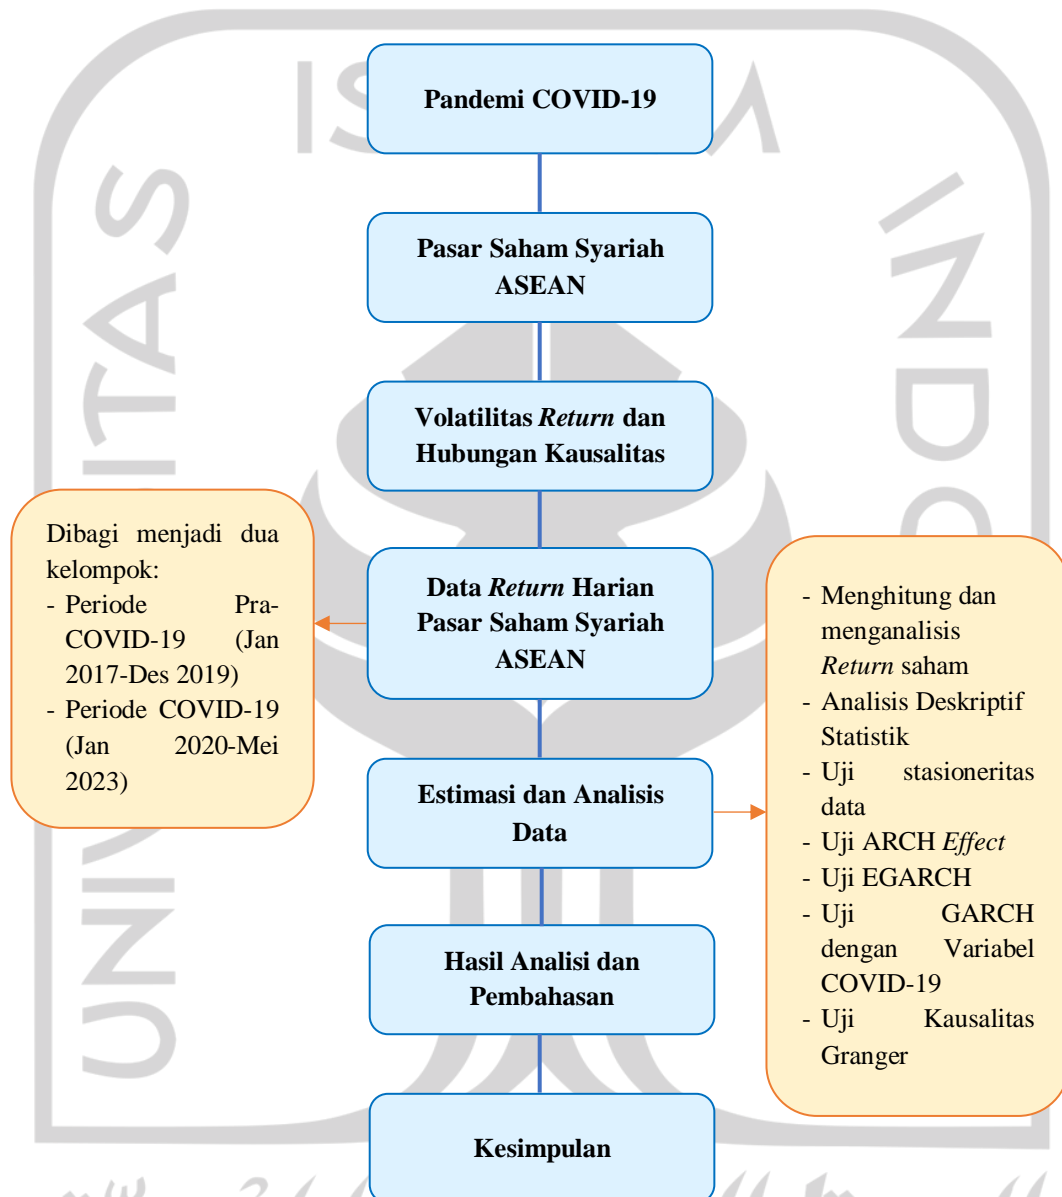 Pandemi COVID-19
Pasar Saham Syariah
ASEAN
Volatilitas Return dan
Hubungan Kausalitas
Dibagi menjadi dua
kelompok:
- Periode Pra-
COVID-19 (Jan
2017-Des 2019)
- Periode COVID-19
(Jan 2020-Mei
2023)
Data Return Harian
Pasar Saham Syariah
ASEAN
- Menghitung dan
menganalisis
Return saham
- Analisis Deskriptif
Statistik
- Uji stasioneritas
data
- Uji ARCH Effect
- Uji EGARCH
- Uji GARCH
dengan Variabel
COVID-19
- Uji Kausalitas
Granger
Estimasi dan Analisis
Data
Hasil Analisi dan
Pembahasan
Kesimpulan